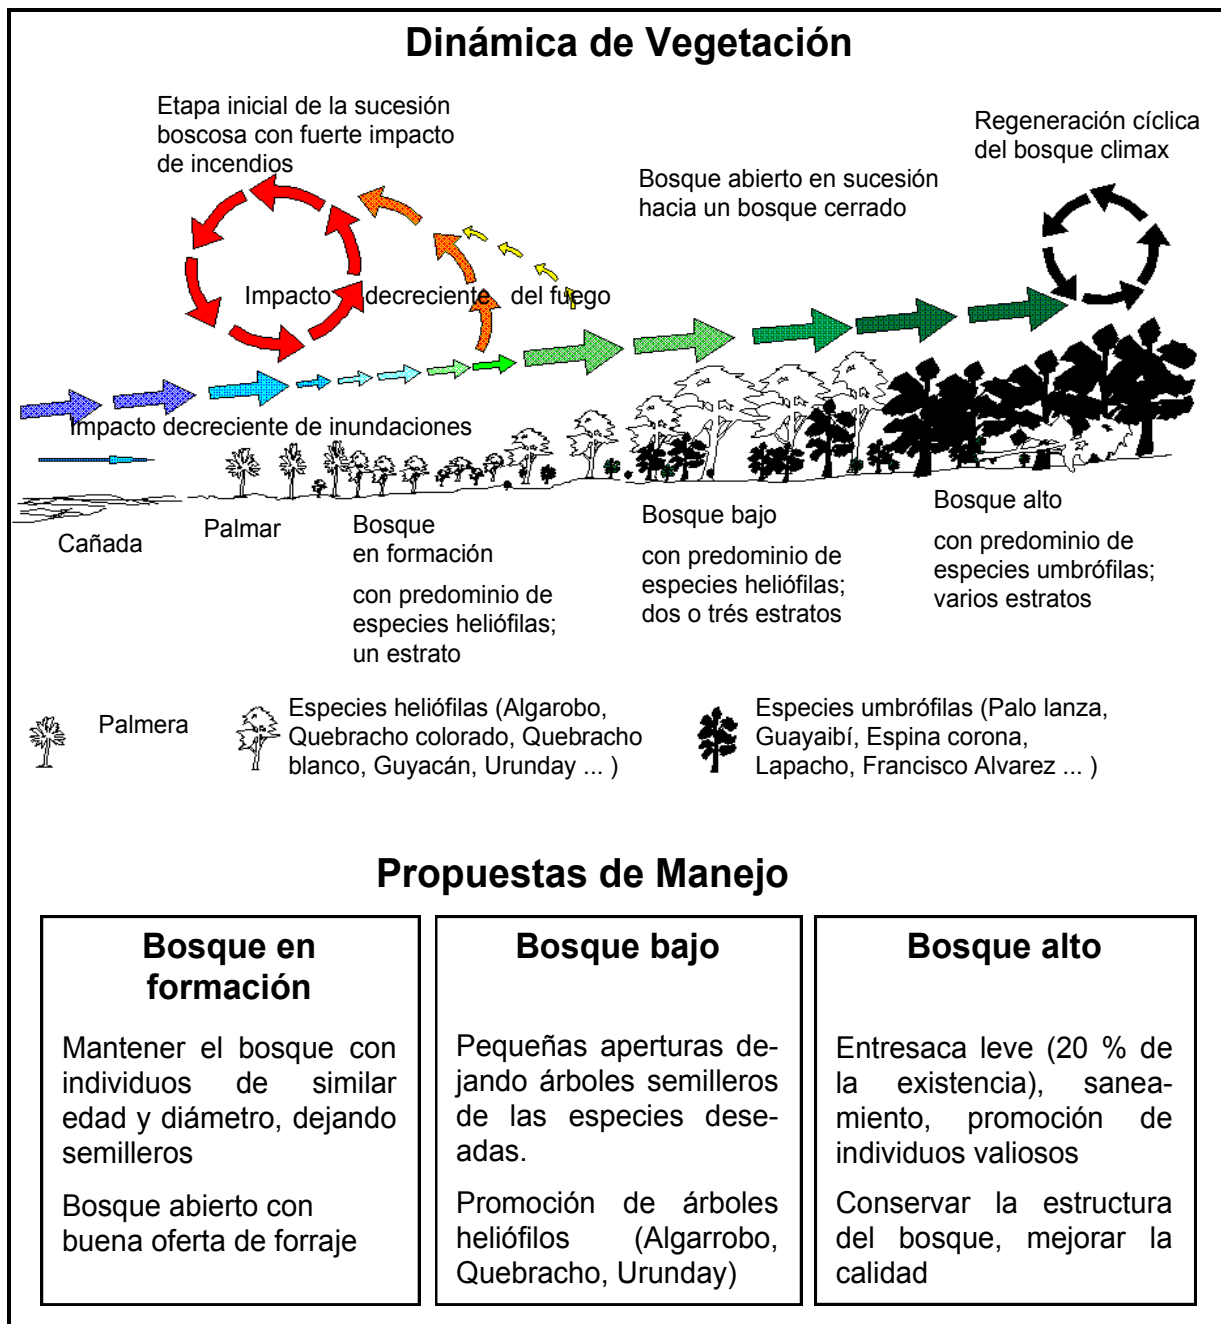 Dinámica de Vegetación
Etapa inicial de la sucesión
boscosa con fuerte impacto
de incendios
Regeneración cíclica
del bosque climax
Bosque abierto en sucesión
hacia un bosque cerrado
Impacto decreciente del fuego
Impacto decreciente de inundaciones
Cañada
Palmar
Bosque
en formación
con predominio de
especies heliófilas;
un estrato
Bosque bajo
con predominio de
especies heliófilas;
dos o trés estratos
Bosque alto
con predominio de
especies umbrófilas;
varios estratos
Palmera
Especies heliófilas (Algarobo,
Quebracho colorado, Quebracho
blanco, Guyacán, Urunday ... )
Especies umbrófilas (Palo lanza,
Guayaibí, Espina corona,
Lapacho, Francisco Alvarez ... )
Propuestas de Manejo
Bosque en
formación
Mantener el bosque con
individuos de similar
edad y diámetro, dejando
semilleros
Bosque abierto con
buena oferta de forraje
Bosque bajo
Pequeñas aperturas de-
jando árboles semilleros
de las especies dese-
adas.
Promoción de árboles
heliófilos (Algarrobo,
Quebracho, Urunday)
Bosque alto
Entresaca leve (20 % de
la existencia), sanea-
miento, promoción de
individuos valiosos
Conservar la estructura
del bosque, mejorar la
calidad